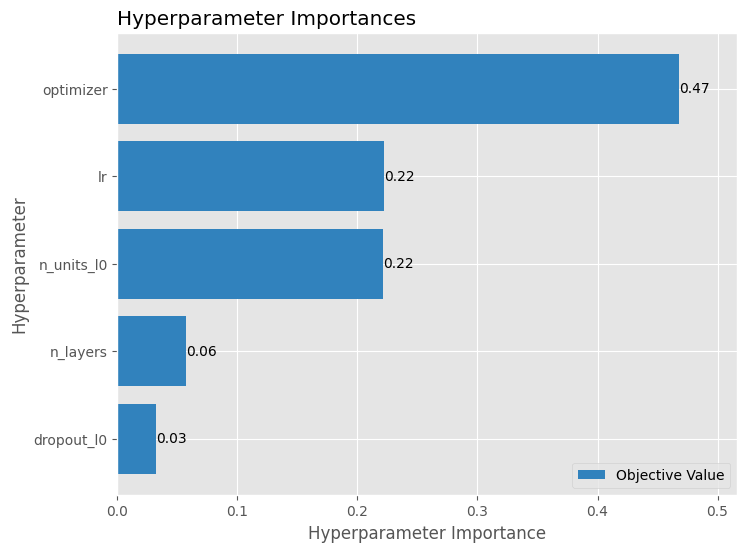 Hyperparameter Importances
Hyperparameter
optimizer
0.47
lr
0.22
n_units_l0
0.22
n_layers
0.06
dropout_l0
0.03
Objective Value
0.0
0.1
0.2
0.3
0.4
0.5
Hyperparameter Importance